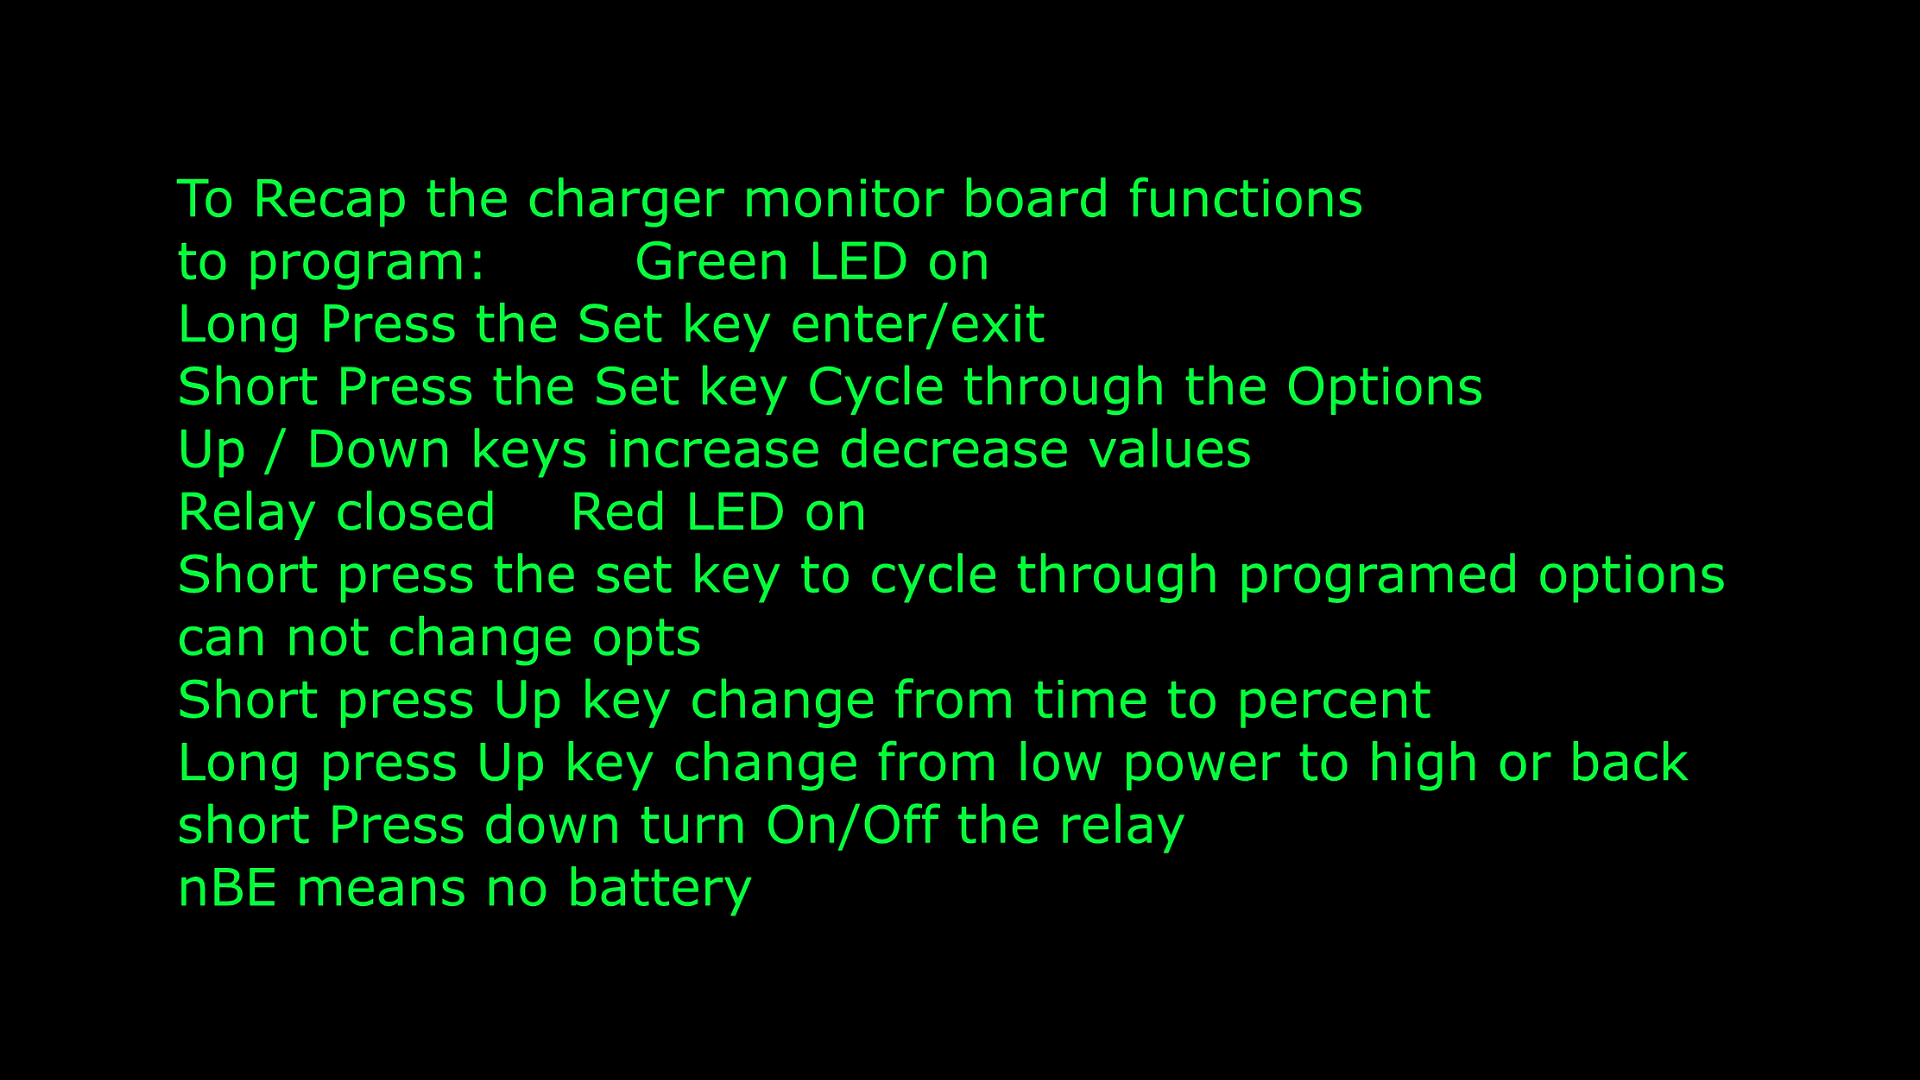 To Recap the charger monitor board functions
to program: Green LED on
Long Press the Set key enter/exit
Short Press the Set key Cycle through the Options
Up / Down keys increase decrease values
Relay closed Red LED on
Short press the set key to cycle through programed options
can not change opts
Short press Up key change from time to percent
Long press Up key change from low power to high or back
short Press down turn On/Off the relay
nBE means no battery